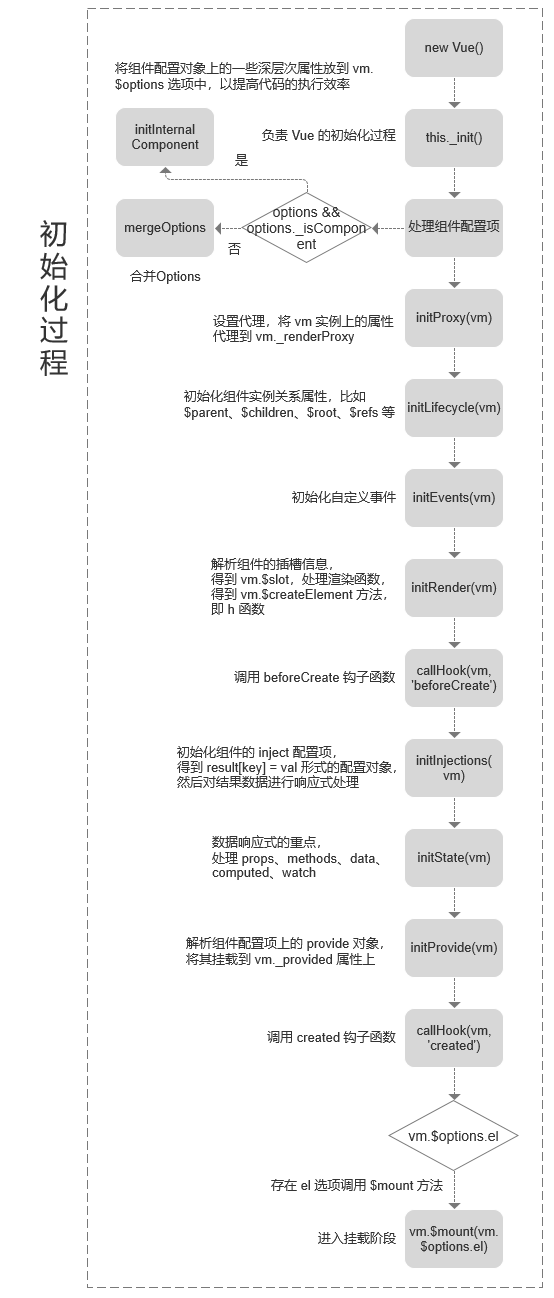 初始化过程
new Vue()
将组件配置对象上的一些深层次属性放到 vm.
$options 选项中，以提高代码的执行效率
initInternal
Component
负责 Vue 的初始化过程
this._init()
是
mergeOptions
否
options &&
options._isCompon
ent
处理组件配置项
合并Options
设置代理，将 vm 实例上的属性
代理到 vm._renderProxy
initProxy(vm)
初始化组件实例关系属性，比如
$parent、$children、$root、$refs 等
initLifecycle(vm)
初始化自定义事件
initEvents(vm)
解析组件的插槽信息，
得到 vm.$slot，处理渲染函数，
得到 vm.$createElement 方法，
即 h 函数
initRender(vm)
调用 beforeCreate 钩子函数
callHook(vm,
'beforeCreate')
初始化组件的 inject 配置项，
得到 result[key] = val 形式的配置对象，
然后对结果数据进行响应式处理
initInjections(
vm)
数据响应式的重点，
处理 props、methods、data、
computed、watch
initState(vm)
解析组件配置项上的 provide 对象，
将其挂载到 vm._provided 属性上
initProvide(vm)
调用 created 钩子函数
callHook(vm,
'created')
vm.$options.el
存在 el 选项调用 $mount 方法
进入挂载阶段
vm.$mount(vm.
$options.el)